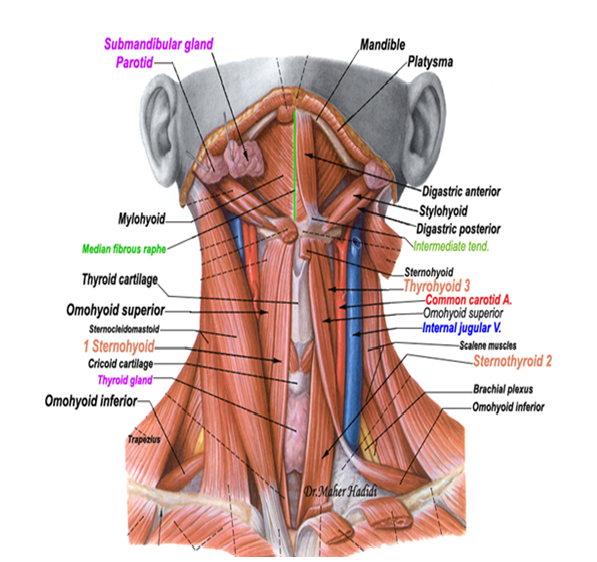 Submandibular gland
Parotid
Mandible
Platysma
Digastric anterior
Stylohyoid
Digastric posterior
Intermediate tend.
Mylohyoid
Median fibrous raphe
Thyroid cartilage
Omohyoid superior
Sternocleidomastoid
1 Sternohyoid
Cricoid cartilage
Thyroid gland
Omohyoid inferior
Trapezius
Sternohyoid
Thyrohyoid 3
Common carotid A.
Omohyoid superior
Internal jugular V.
Scalene muscles
Sternothyroid 2
Brachial plexus
Omohyoid inferior
Dr.Maher Hadidi